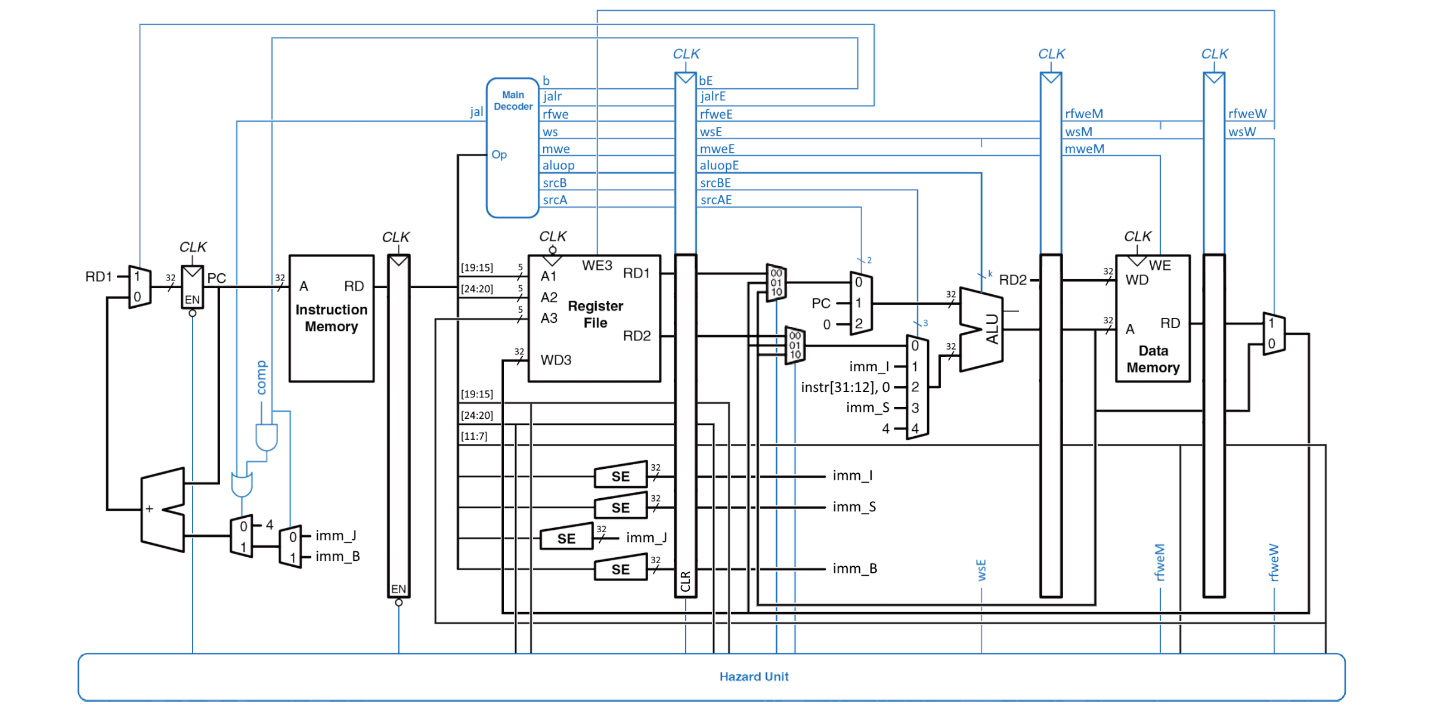 CLK
CLK
CLK
b
bE
Main
Decoder
jalr
jalrE
jal
rfwe
rfweE
rfweM
rfweW
ws
wsE
wsM
wsW
Op
mwe
mweE
mweM
aluop
aluopE
srcB
srcBE
srcA
srcAE
CLK
CLK
CLK
CLK
RD1
1
0
32
PC
EN
32
A
RD
Instruction
Memory
[19:15]
[24:20]
5
5
5
32
A1
A2
A3
WD3
WE3
RD1
Register
File
RD2
00
01
10
00
01
10
2
0
PC
1
0
2
3
k
32
32
ALU
0
imm_I
1
instr[31:12], 0
2
imm_S
3
4
4
RD2
32
WD
WE
32
A
RD
Data
Memory
1
0
comp
[19:15]
[24:20]
[11:7]
SE
32
imm_I
SE
32
imm_S
SE
32
imm_J
SE
32
imm_B
+
0
4
1
0
imm_J
1
imm_B
EN
CLR
wsE
rfweM
rfweW
Hazard Unit